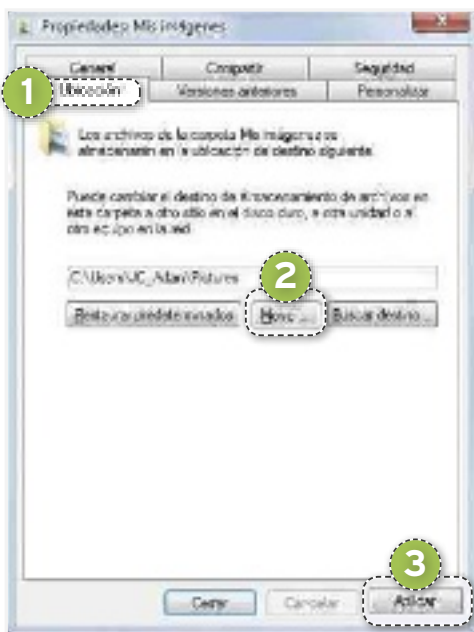 Propiedades: Mis imágenes
General Compartir Seguridad
1 Ubicación Versiones anteriores Personalizar
Los archivos de la carpeta Mis imágenes se
almacenarán en la ubicación de destino siguiente.
Puede cambiar el destino de almacenamiento de archivos en
esta carpeta a otro sitio en el disco duro, a otra unidad o a
otro equipo en la red.
2
C:\Users\JC_Adan\Pictures
Restaurar predeterminados Mover ... Buscar destino...
3
Cerrar Cancelar Aplicar